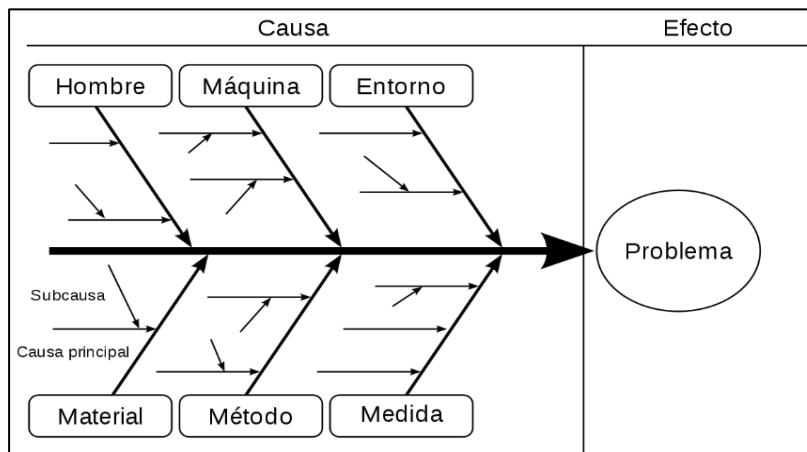 Causa
Efecto
Hombre
Máquina
Entorno
Problema
Subcausa
Causa principal
Material
Método
Medida